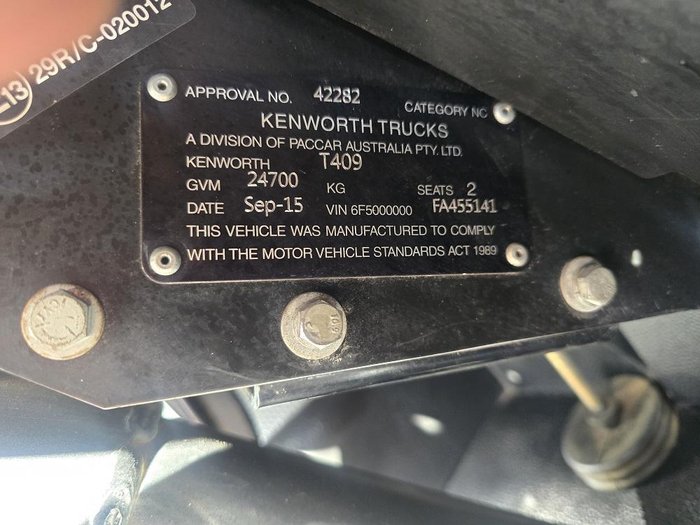 29R/C-020012
APPROVAL NO. 42282 CATEGORY NC
KENWORTH TRUCKS
A DIVISION OF PACCAR AUSTRALIA PTY. LTD.
KENWORTH T409
GVM 24700 KG SEATS 2
DATE Sep-15 VIN 6F5000000 FA455141
THIS VEHICLE WAS MANUFACTURED TO COMPLY
WITH THE MOTOR VEHICLE STANDARDS ACT 1989